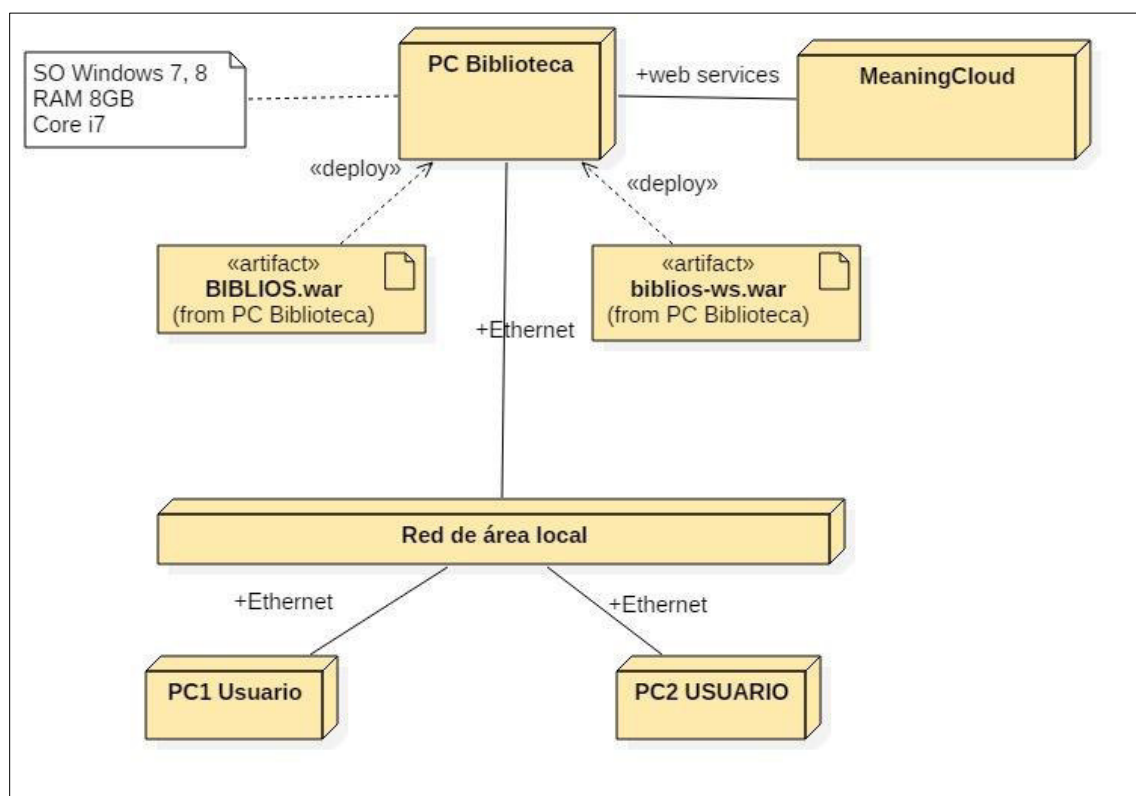 SO Windows 7, 8
RAM 8GB
Core i7
PC Biblioteca
+web services
MeaningCloud
«deploy»
«deploy»
«artifact»
BIBLIOS.war
(from PC Biblioteca)
«artifact»
biblios-ws.war
(from PC Biblioteca)
+Ethernet
Red de área local
+Ethernet
+Ethernet
PC1 Usuario
PC2 USUARIO